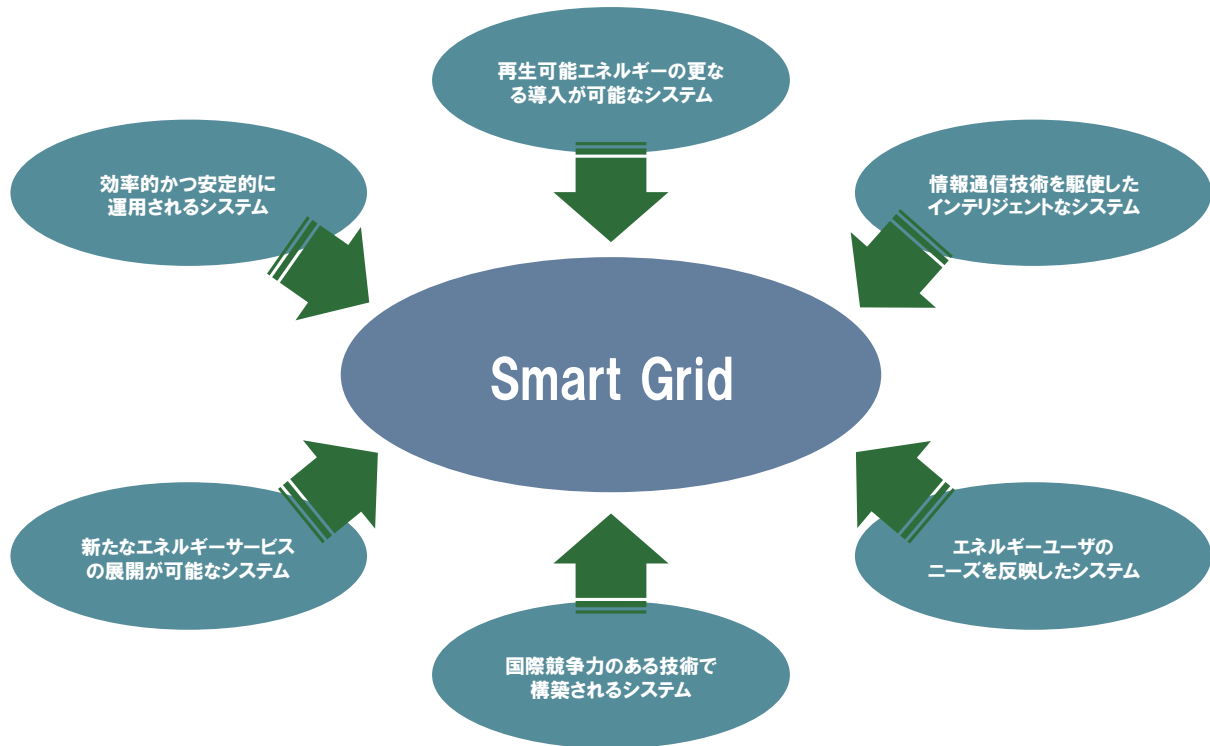 再生可能エネルギーの更な
る導入が可能なシステム
効率的かつ安定的に
運用されるシステム
情報通信技術を駆使した
インテリジェントなシステム
Smart Grid
新たなエネルギーサービス
の展開が可能なシステム
エネルギーユーザの
ニーズを反映したシステム
国際競争力のある技術で
構築されるシステム